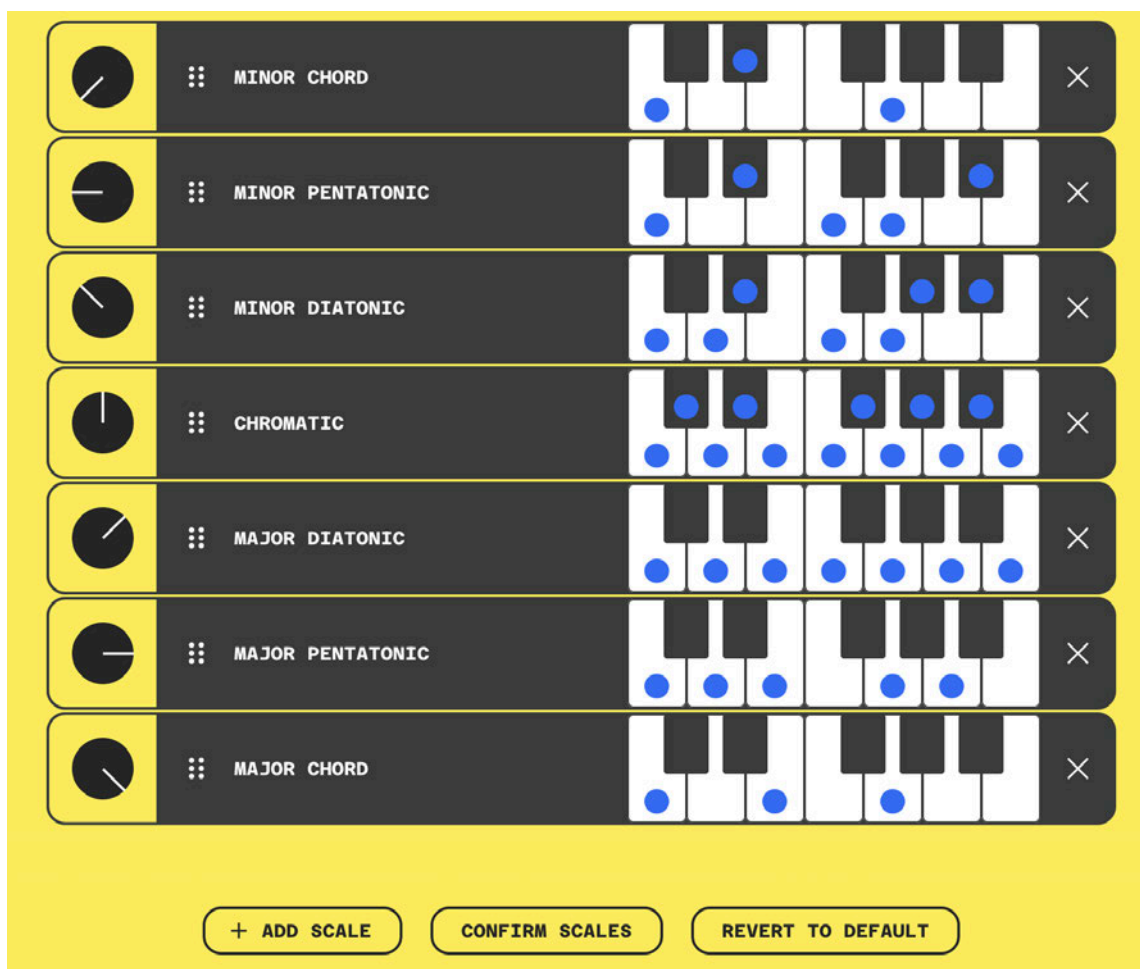 MINOR CHORD
MINOR PENTATONIC
MINOR DIATONIC
CHROMATIC
MAJOR DIATONIC
MAJOR PENTATONIC
MAJOR CHORD
+ ADD SCALE
CONFIRM SCALES
REVERT TO DEFAULT